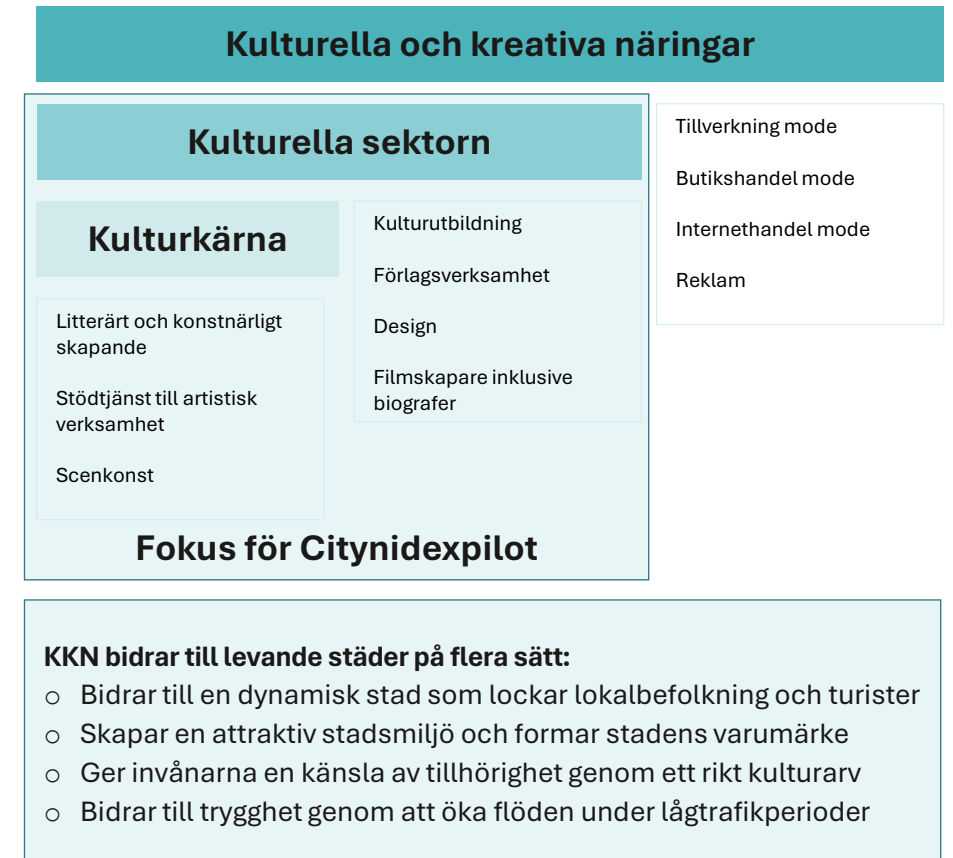 Kulturella och kreativa näringar
Kulturella sektorn
Kulturkärna
Litterärt och konstnärligt
skapande
Stödtjänst till artistisk
verksamhet
Scenkonst
Kulturutbildning
Förlagsverksamhet
Design
Filmskapare inklusive
biografer
Tillverkning mode
Butikshandel mode
Internethandel mode
Reklam
Fokus för Citynidexpilot
KKN bidrar till levande städer på flera sätt:
o Bidrar till en dynamisk stad som lockar lokalbefolkning och turister
o Skapar en attraktiv stadsmiljö och formar stadens varumärke
o Ger invånarna en känsla av tillhörighet genom ett rikt kulturarv
o Bidrar till trygghet genom att öka flöden under lågtrafikperioder